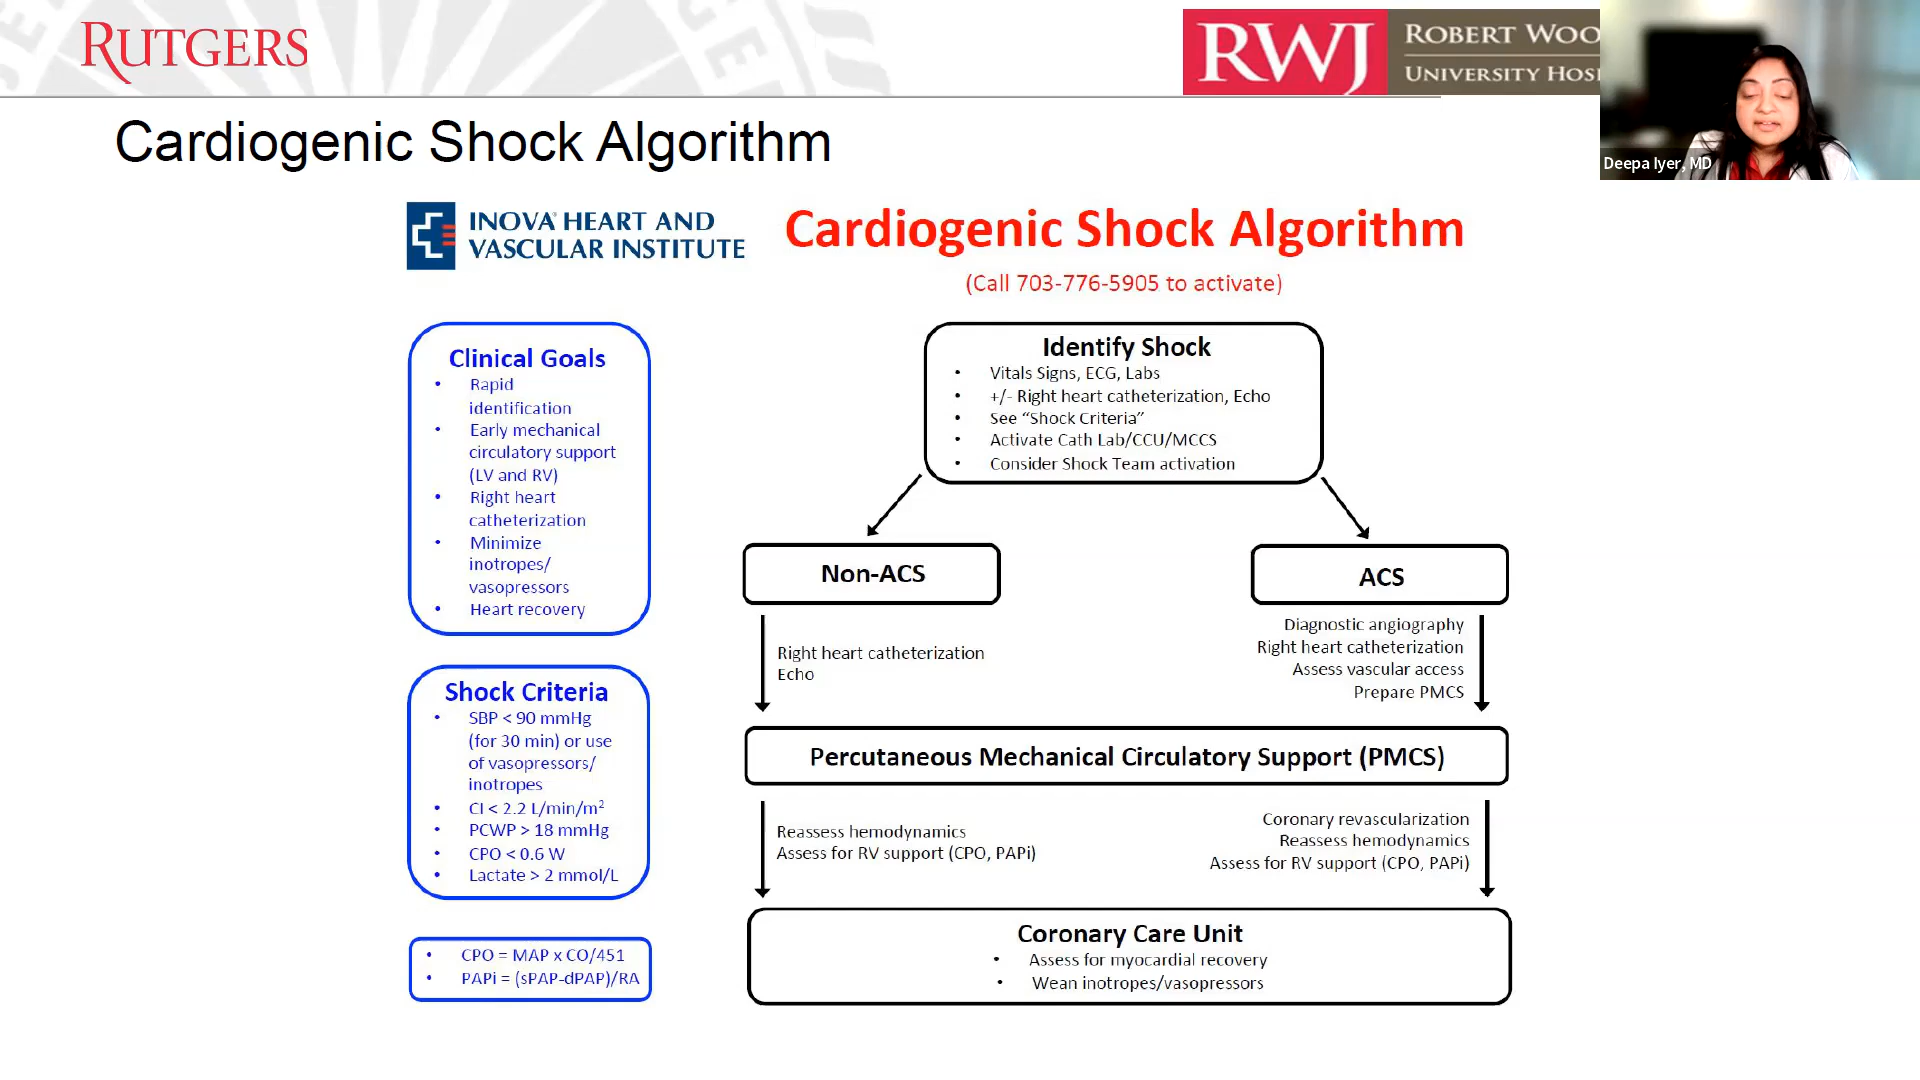 RUTGERS
RWJ
ROBERT WOO
UNIVERSITY HOSI
Deepa Iyer, MD
Cardiogenic Shock Algorithm
INOVA HEART AND
VASCULAR INSTITUTE
Cardiogenic Shock Algorithm
(Call 703-776-5905 to activate)
Clinical Goals
• Rapid
identification
• Early mechanical
circulatory support
(LV and RV)
• Right heart
catheterization
• Minimize
inotropes/
vasopressors
• Heart recovery
Shock Criteria
• SBP < 90 mmHg
(for 30 min) or use
of vasopressors/
inotropes
• CI < 2.2 L/min/m²
• PCWP > 18 mmHg
• CPO < 0.6 W
• Lactate > 2 mmol/L
• CPO = MAP x CO/451
• PAPi = (sPAP-dPAP)/RA
Identify Shock
• Vitals Signs, ECG, Labs
• +/- Right heart catheterization, Echo
• See “Shock Criteria”
• Activate Cath Lab/CCU/MCCS
• Consider Shock Team activation
Non-ACS
ACS
Right heart catheterization
Echo
Diagnostic angiography
Right heart catheterization
Assess vascular access
Prepare PMCS
Percutaneous Mechanical Circulatory Support (PMCS)
Reassess hemodynamics
Assess for RV support (CPO, PAPi)
Coronary revascularization
Reassess hemodynamics
Assess for RV support (CPO, PAPi)
Coronary Care Unit
• Assess for myocardial recovery
• Wean inotropes/vasopressors